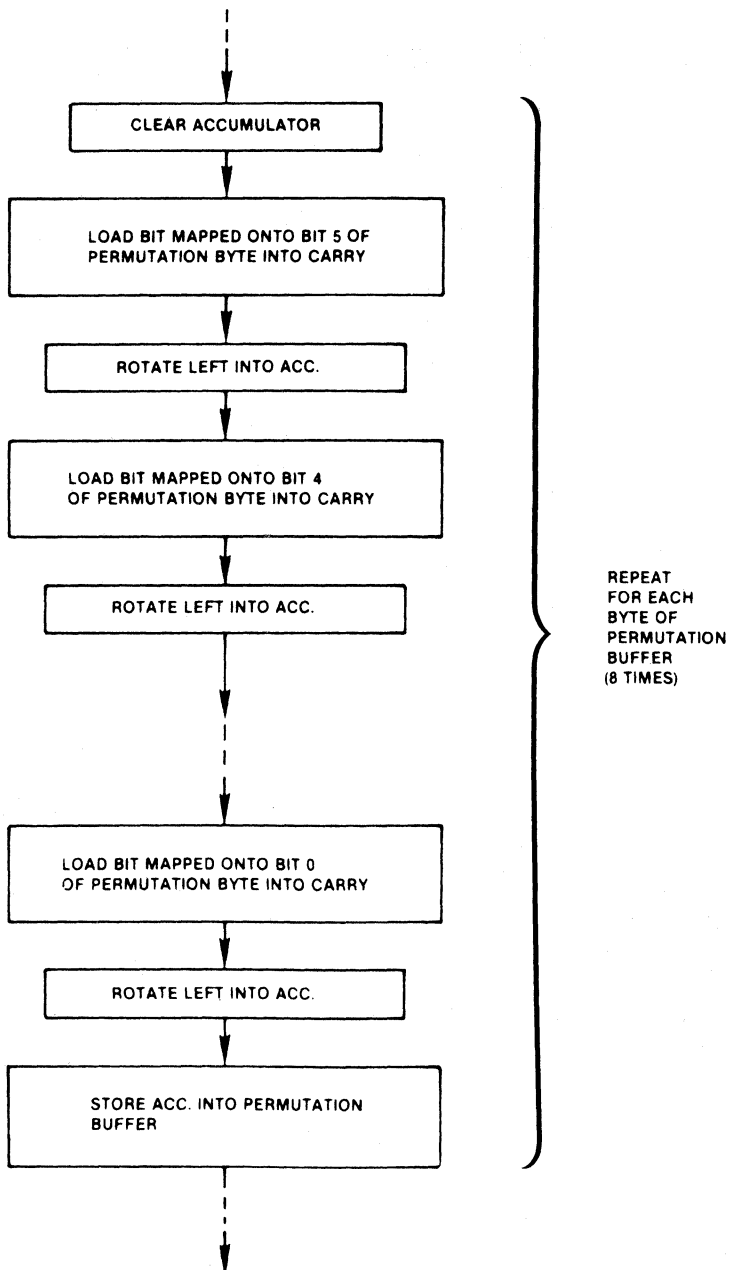 CLEAR ACCUMULATOR
LOAD BIT MAPPED ONTO BIT 5 OF
PERMUTATION BYTE INTO CARRY
ROTATE LEFT INTO ACC.
LOAD BIT MAPPED ONTO BIT 4
OF PERMUTATION BYTE INTO CARRY
ROTATE LEFT INTO ACC.
REPEAT
FOR EACH
BYTE OF
PERMUTATION
BUFFER
(8 TIMES)
LOAD BIT MAPPED ONTO BIT 0
OF PERMUTATION BYTE INTO CARRY
ROTATE LEFT INTO ACC.
STORE ACC. INTO PERMUTATION
BUFFER